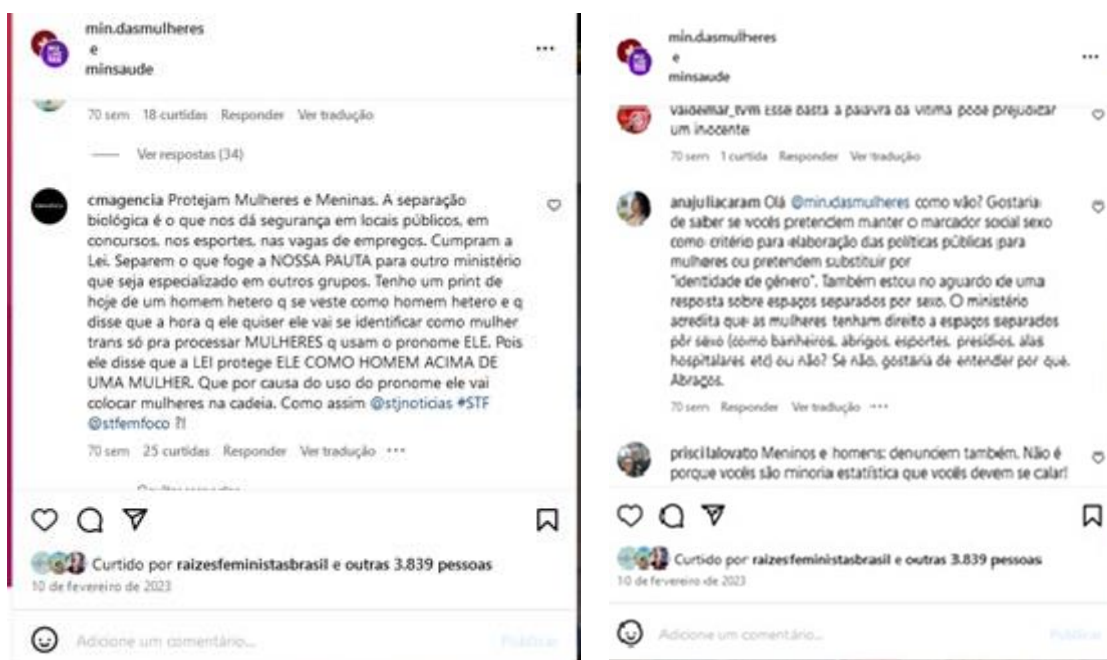 min.dasmulheres
e
minsaude
70 sem 18 curtidas Responder Ver tradução
Ver respostas (34)
cmagencia Protejam Mulheres e Meninas. A separação
biológica é o que nos dá segurança em locais públicos, em
concursos, nos esportes, nas vagas de empregos. Cumpram a
Lei. Separem o que foge a NOSSA PAUTA para outro ministério
que seja especializado em outros grupos. Tenho um print de
hoje de um homem hetero q se veste como homem hetero e q
disse que a hora q ele quiser ele vai se identificar como mulher
trans só pra processar MULHERES q usam o pronome ELE. Pois
ele disse que a LEI protege ELE COMO HOMEM ACIMA DE
UMA MULHER. Que por causa do uso do pronome ele vai
colocar mulheres na cadeia. Como assim @stjnoticias #STF
@stfemfoco ?!
70 sem 25 curtidas Responder Ver tradução
Curtido por raizesfeministasbrasil e outras 3.839 pessoas
10 de fevereiro de 2023
Adicione um comentário...
Publicar
min.dasmulheres
e
minsaude
valdemar_tvm Esse basta a palavra da vitima pode prejudicar
um inocente
70 sem 1 curtida Responder Ver tradução
anajuliacaram Olá @min.dasmulheres como vão? Gostaria
de saber se vocês pretendem manter o marcador social sexo
como critério para elaboração das políticas públicas para
mulheres ou pretendem substituir por
"identidade de gênero". Também estou no aguardo de uma
resposta sobre espaços separados por sexo. O ministério
acredita que as mulheres tenham direito a espaços separados
pôr sexo (como banheiros, abrigos, esportes, presídios, alas
hospitalares etc) ou não? Se não, gostaria de entender por que.
Abraços.
70 sem Responder Ver tradução
priscilalovato Meninos e homens: denunciem também. Não é
porque vocês são minoria estatística que vocês devem se calar!
Curtido por raizesfeministasbrasil e outras 3.839 pessoas
10 de fevereiro de 2023
Adicione um comentário...
Publicar